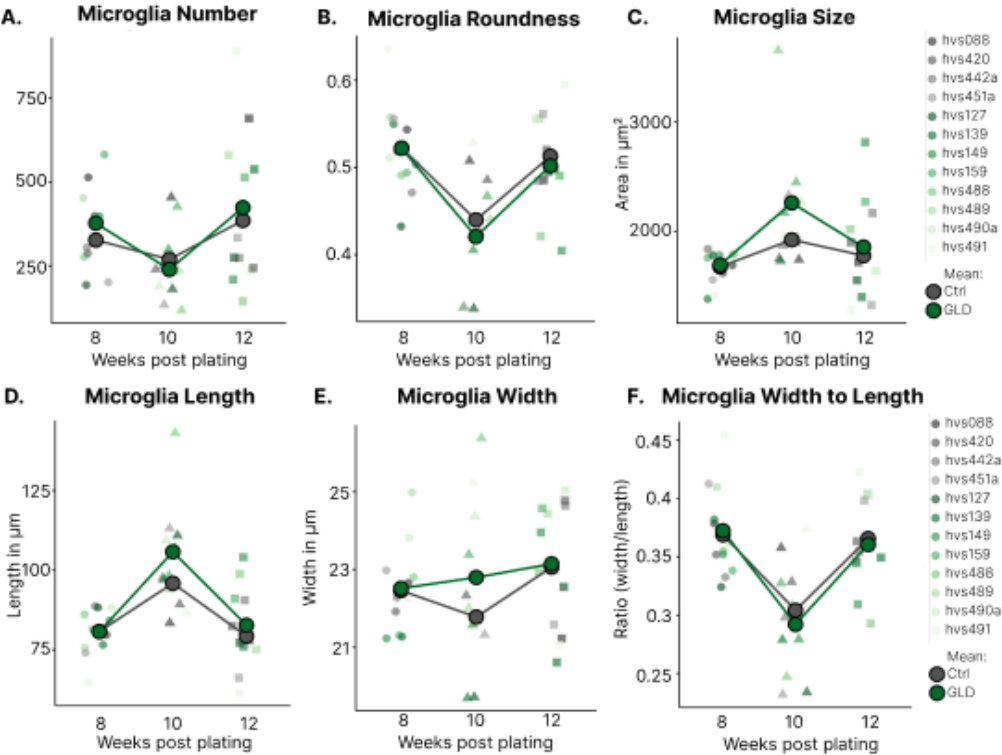 A. Microglia Number
750
500
250
8 10 12
Weeks post plating
B. Microglia Roundness
0.6
0.5
0.4
8 10 12
Weeks post plating
C. Microglia Size
Area in µm²
3000
2000
8 10 12
Weeks post plating
hvs088
hvs420
hvs442a
hvs451a
hvs127
hvs139
hvs149
hvs159
hvs488
hvs489
hvs490a
hvs491
Mean:
Ctrl
GLD
D. Microglia Length
Length in µm
125
100
75
8 10 12
Weeks post plating
E. Microglia Width
Width in µm
25
23
21
8 10 12
Weeks post plating
F. Microglia Width to Length
Ratio (width/length)
0.45
0.4
0.35
0.3
0.25
8 10 12
Weeks post plating
hvs088
hvs420
hvs442a
hvs451a
hvs127
hvs139
hvs149
hvs159
hvs488
hvs489
hvs490a
hvs491
Mean:
Ctrl
GLD